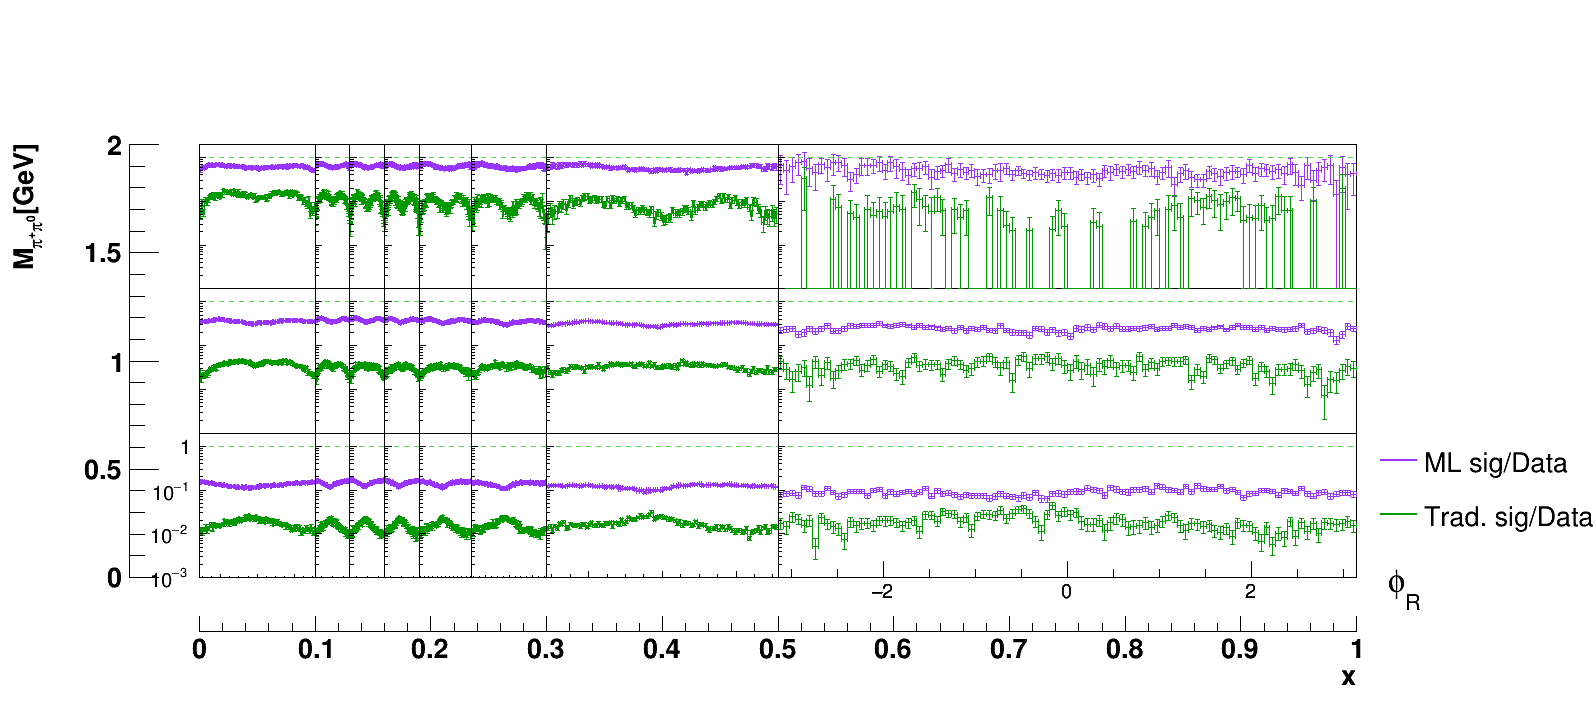 M π⁺π⁰ [GeV]
2
1.5
1
0.5
0
1
10⁻¹
10⁻²
10⁻³
ML sig/Data
Trad. sig/Data
−2 0 2
ϕR
0 0.1 0.2 0.3 0.4 0.5 0.6 0.7 0.8 0.9 1
x